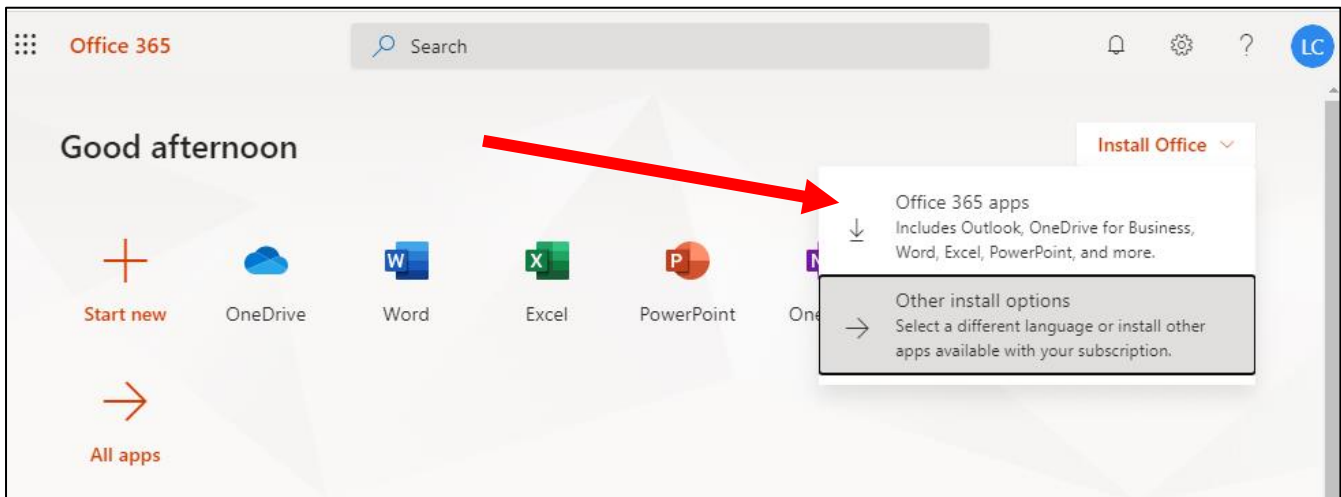 Office 365
Search
?
LC
Good afternoon
Install Office
Office 365 apps
Includes Outlook, OneDrive for Business,
Word, Excel, PowerPoint, and more.
Other install options
Select a different language or install other
apps available with your subscription.
W
X
P
N
Start new
OneDrive
Word
Excel
PowerPoint
One
All apps